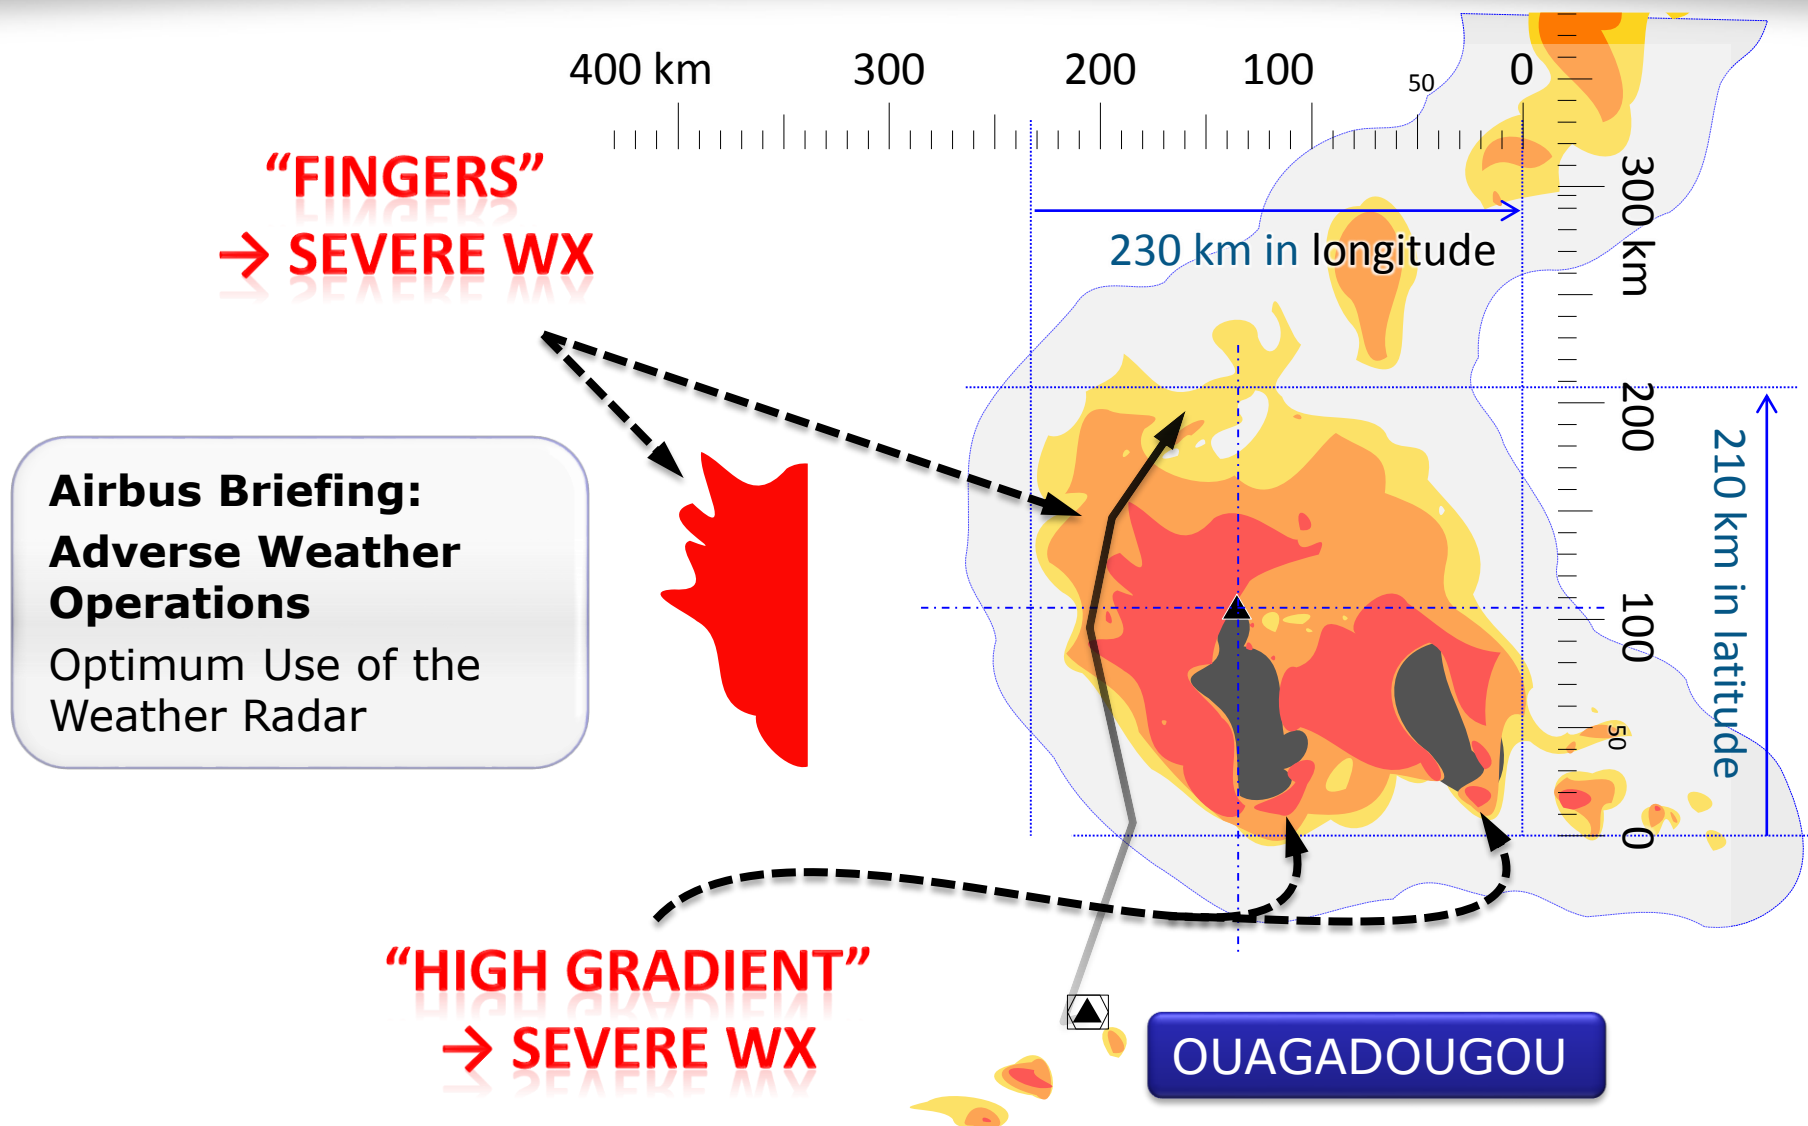 400 km 300 200 100 50 0
“FINGERS”
→ SEVERE WX
230 km in longitude
300 km
200
100
50
0
210 km in latitude
Airbus Briefing:
Adverse Weather
Operations
Optimum Use of the
Weather Radar
“HIGH GRADIENT”
→ SEVERE WX
OUAGADOUGOU